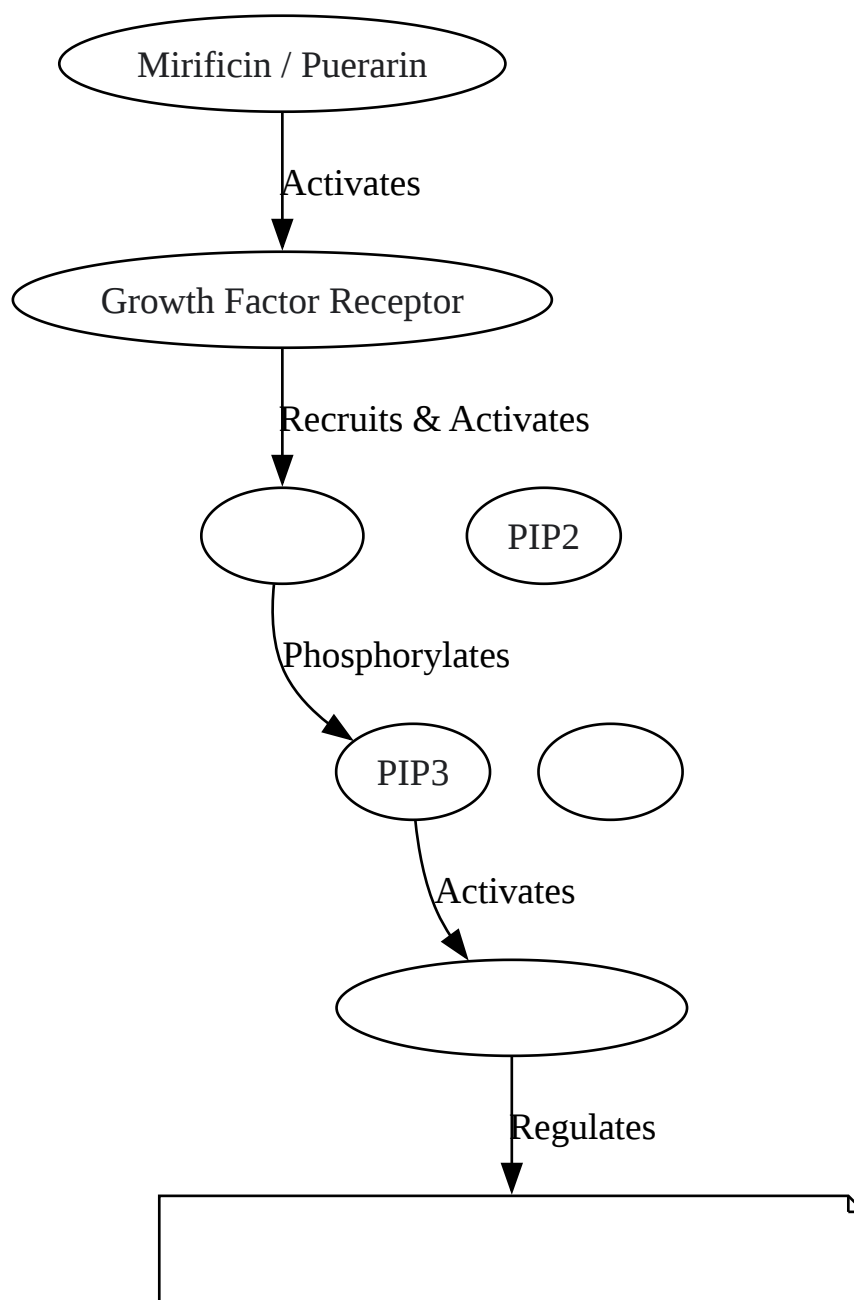 Mirificin / Puerarin
Activates
Growth Factor Receptor
Recruits & Activates
PIP2
Phosphorylates
PIP3
Activates
Regulates